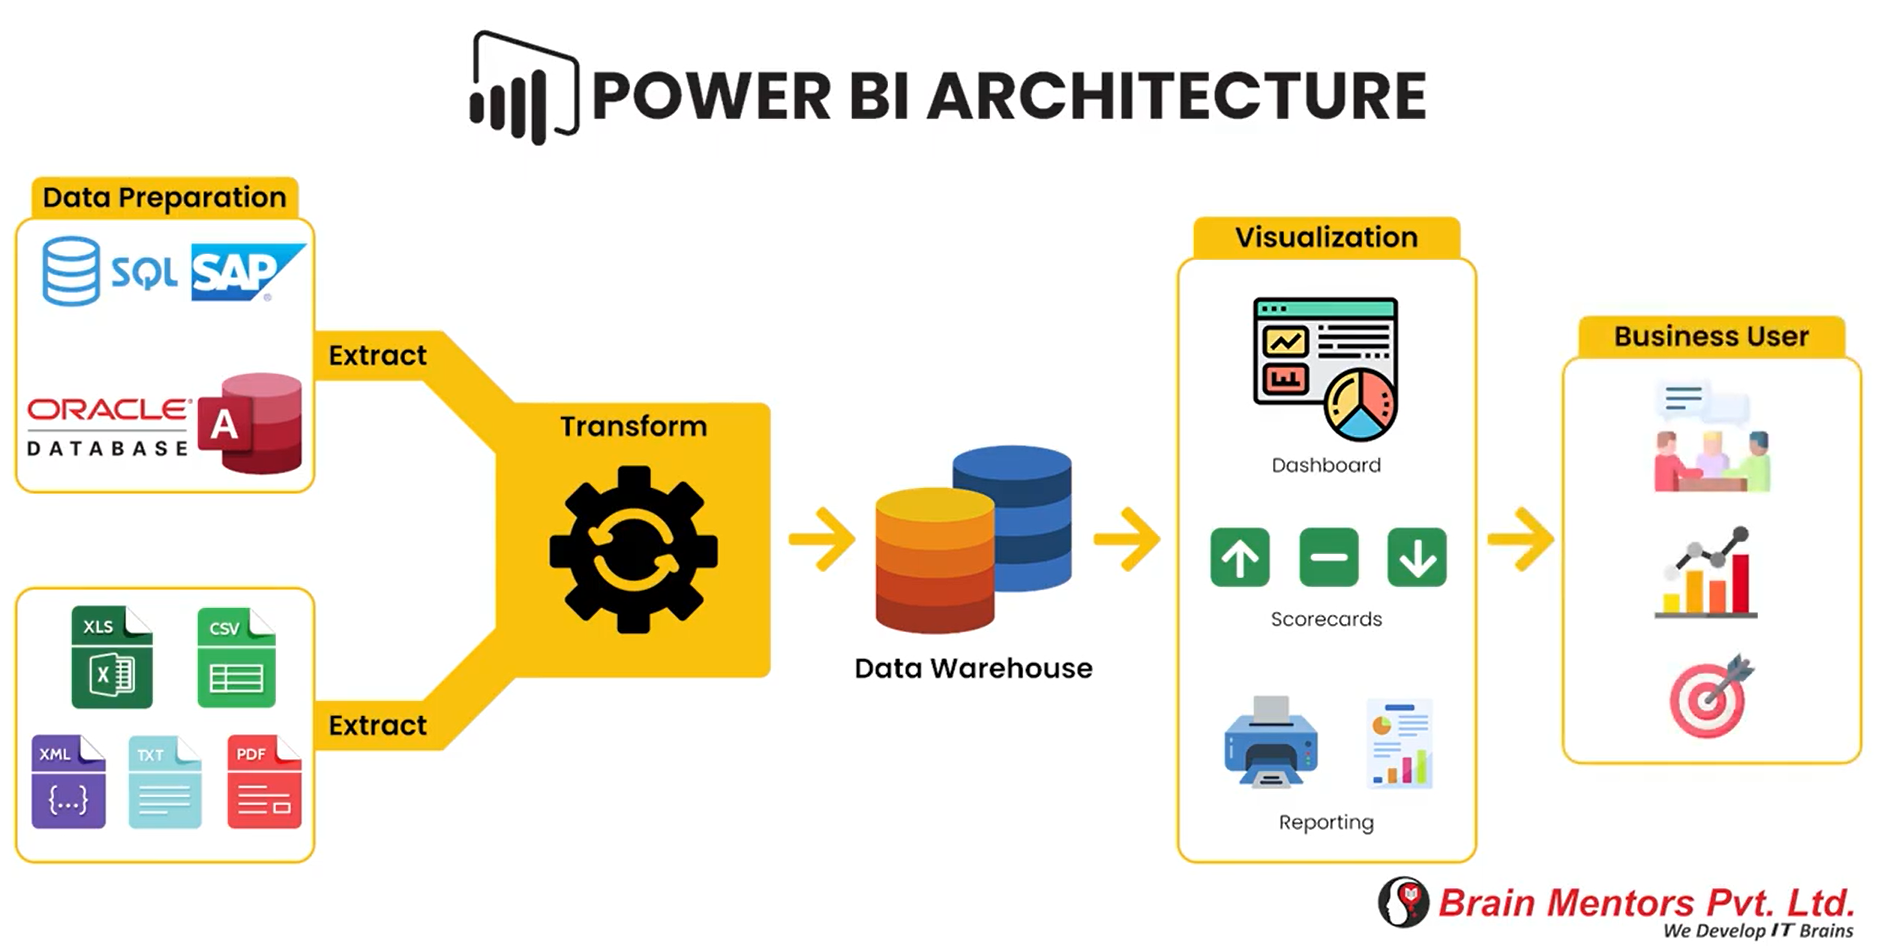 POWER BI ARCHITECTURE
Data Preparation
SQL
SAP
®
ORACLE®
DATABASE
A
Extract
XLS
X
CSV
XML
{...}
TXT
PDF
Extract
Transform
Data Warehouse
Visualization
Dashboard
Scorecards
Reporting
Business User
Brain Mentors Pvt. Ltd.
We Develop IT Brains